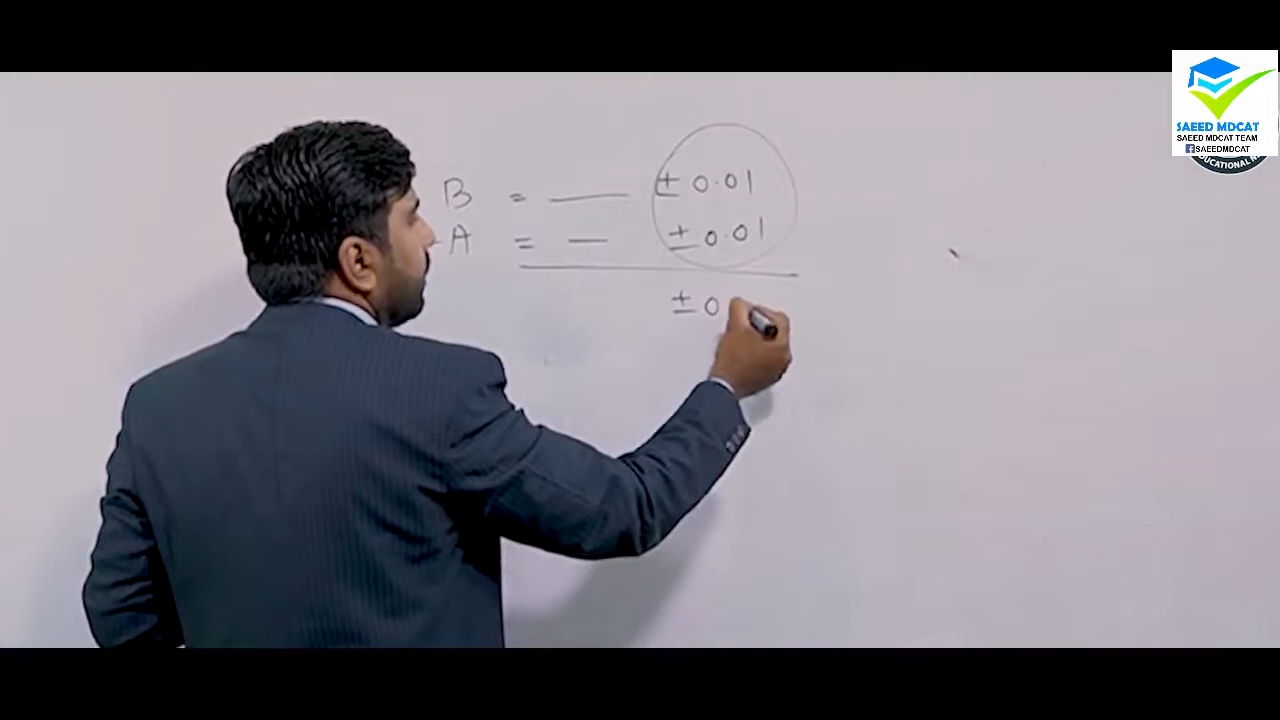 B = — ± 0.01
-A = — ± 0.01
± 0
SAEED MDCAT
SAEED MDCAT TEAM
SAEEDMDCAT